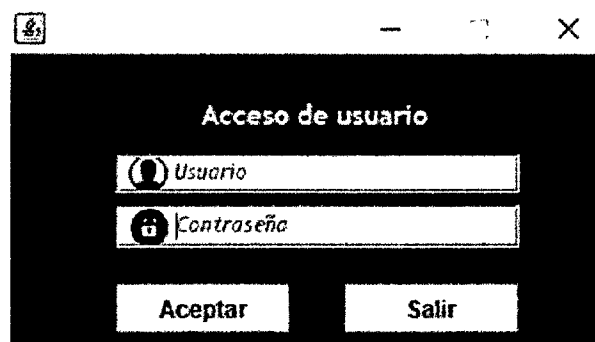 Acceso de usuario
Usuario
Contraseña
Aceptar Salir